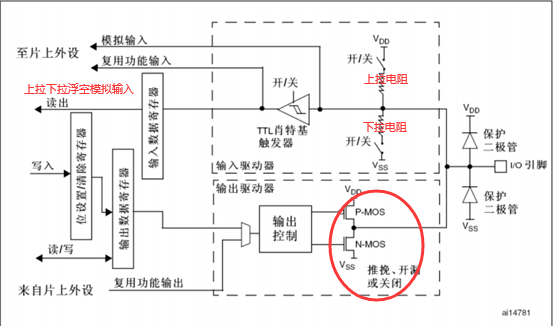 模拟输入
至片上外设
复用功能输入
上拉下拉浮空模拟输入
读出
输入数据寄存器
开/关
TTL肖特基
触发器
V_DD
开/关
上拉电阻
下拉电阻
开/关
V_SS
输入驱动器
V_DD
保护
二极管
I/O 引脚
保护
二极管
V_SS
写入
位设置/清除寄存器
输出数据寄存器
读/写
来自片上外设
复用功能输出
输出驱动器
输出
控制
V_DD
P-MOS
N-MOS
V_SS
推挽、开漏
或关闭
ai14781